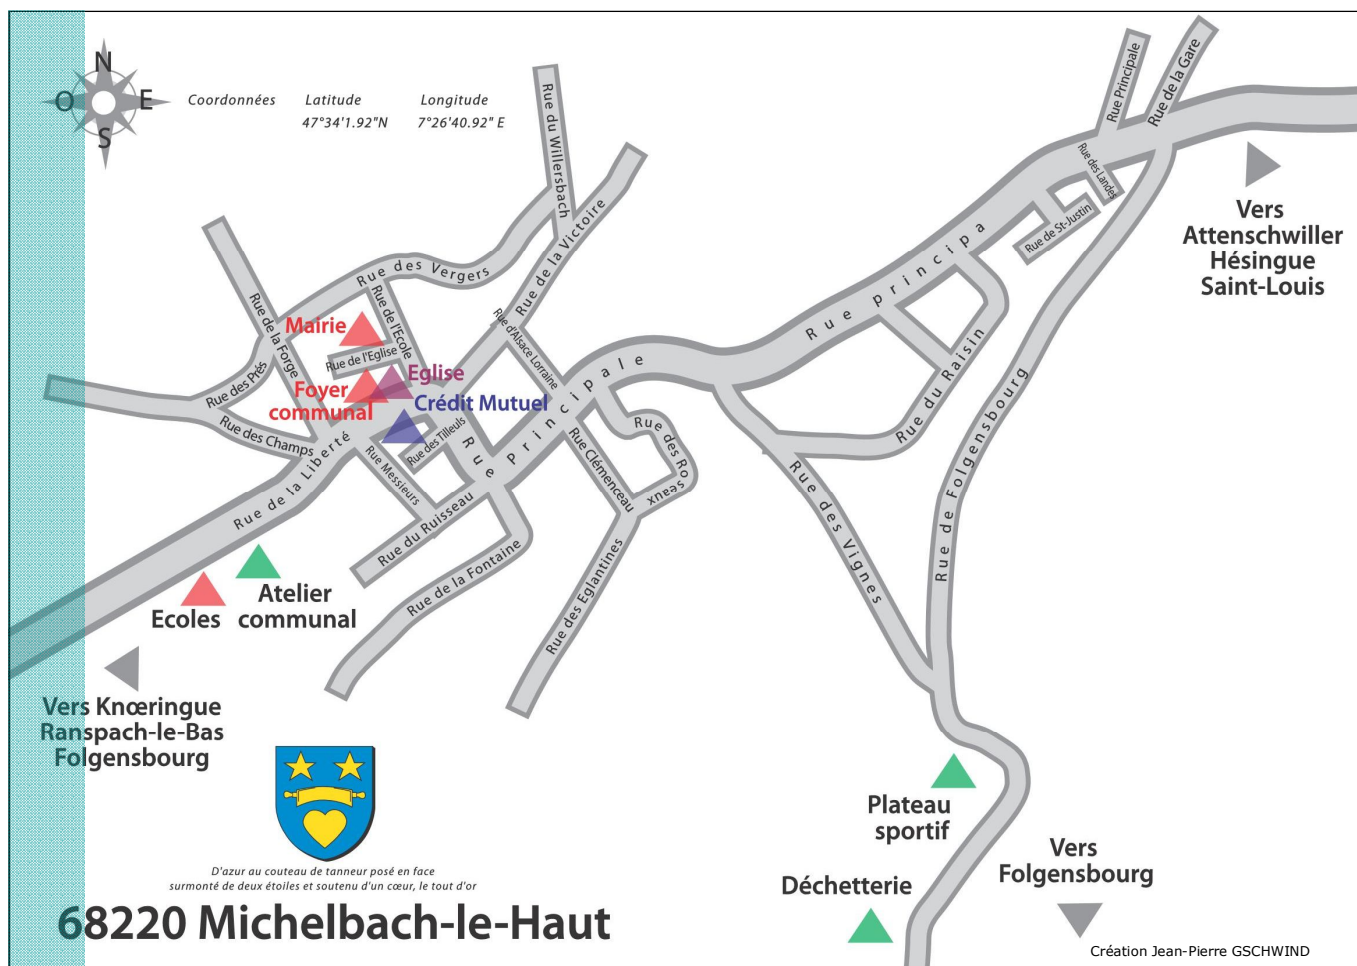 N
O
E
S
Coordonnées
Latitude
Longitude
47°34'1.92"N
7°26'40.92" E
Rue du Willersbach
Rue de la Victoire
Rue des Vergers
Rue de la Forge
Rue de l'Ecole
Mairie
Rue de l'Eglise
Rue d'Alsace Lorraine
Foyer
communal
Eglise
Crédit Mutuel
Rue des Prés
Rue des Champs
Rue de la Liberté
Rue Messieurs
Rue des Tilleuls
Rue Principale
Rue du Ruisseau
Rue de la Fontaine
Rue Clémenceau
Rue des Roseaux
Rue des Eglantines
Rue principa
Rue du Raisin
Rue des Vignes
Rue de Folgensbourg
Rue de St-Justin
Rue des Landes
Rue Principale
Rue de la Gare
Vers
Attenschwiller
Hésingue
Saint-Louis
Ecoles
Atelier
communal
Vers Knœringue
Ranspach-le-Bas
Folgensbourg
Plateau
sportif
Déchetterie
Vers
Folgensbourg
D'azur au couteau de tanneur posé en face
surmonté de deux étoiles et soutenu d'un cœur, le tout d'or
68220 Michelbach-le-Haut
Création Jean-Pierre GSCHWIND